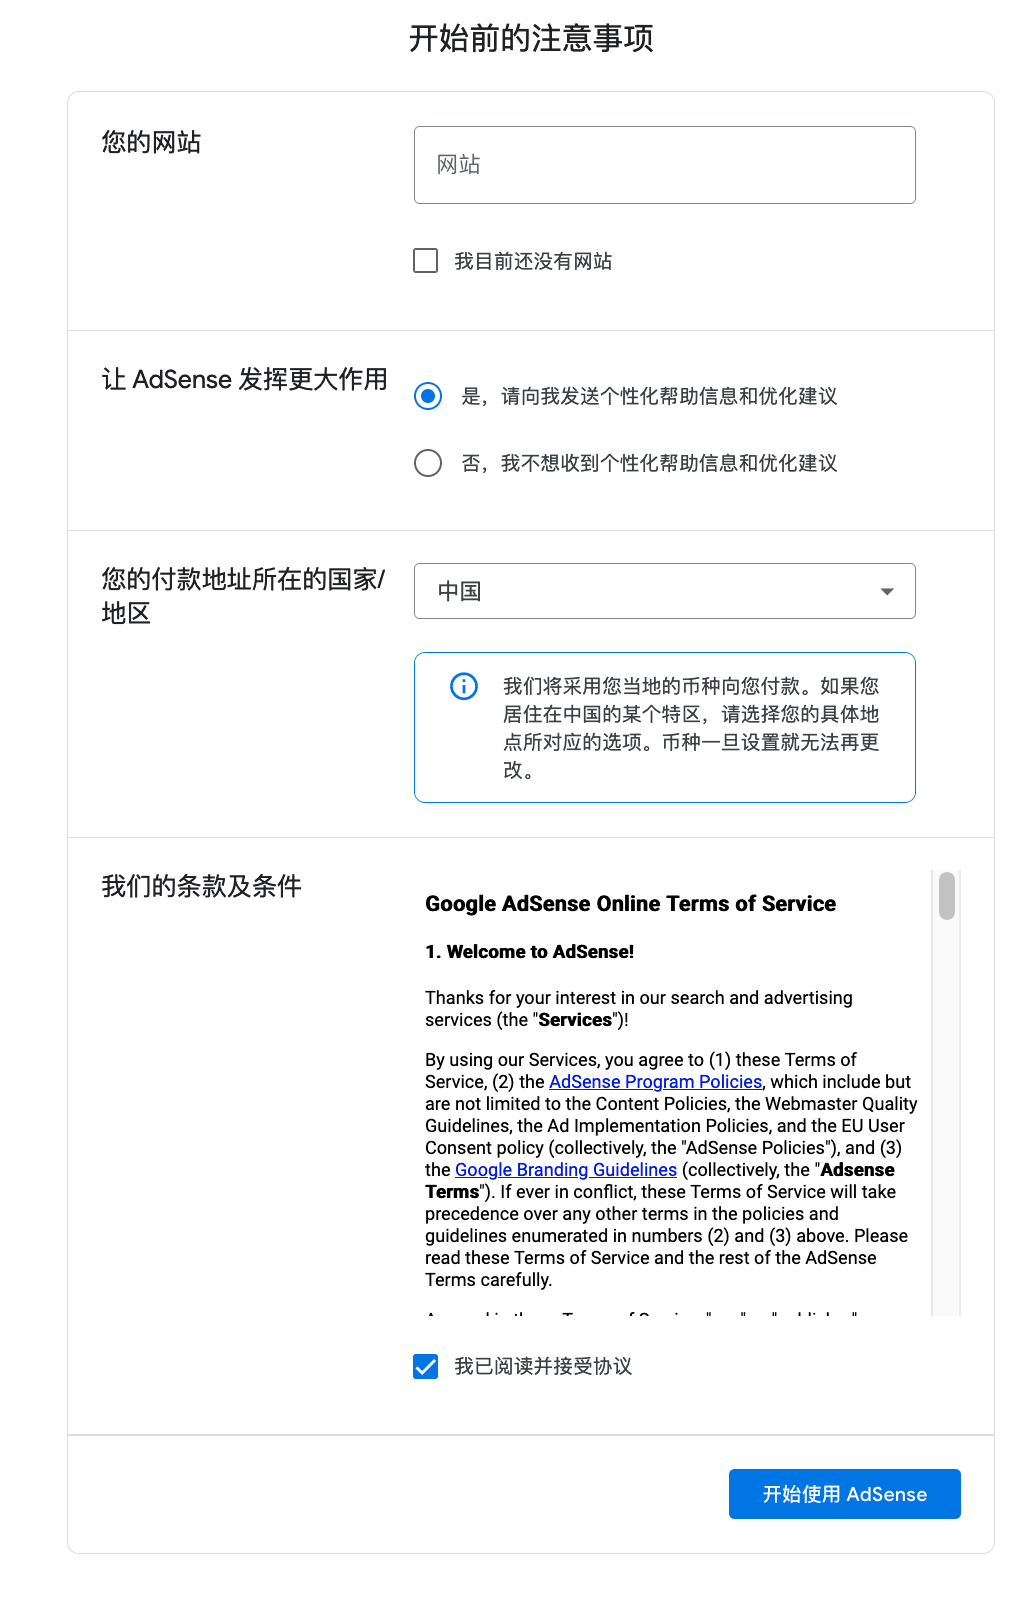 开始前的注意事项
您的网站
网站
我目前还没有网站
让 AdSense 发挥更大作用
是，请向我发送个性化帮助信息和优化建议
否，我不想收到个性化帮助信息和优化建议
您的付款地址所在的国家/
地区
中国
我们将采用您当地的币种向您付款。如果您
居住在中国的某个特区，请选择您的具体地
点所对应的选项。币种一旦设置就无法再更
改。
我们的条款及条件
Google AdSense Online Terms of Service
1. Welcome to AdSense!
Thanks for your interest in our search and advertising
services (the "Services")!
By using our Services, you agree to (1) these Terms of
Service, (2) the AdSense Program Policies, which include but
are not limited to the Content Policies, the Webmaster Quality
Guidelines, the Ad Implementation Policies, and the EU User
Consent policy (collectively, the "AdSense Policies"), and (3)
the Google Branding Guidelines (collectively, the "Adsense
Terms"). If ever in conflict, these Terms of Service will take
precedence over any other terms in the policies and
guidelines enumerated in numbers (2) and (3) above. Please
read these Terms of Service and the rest of the AdSense
Terms carefully.
我已阅读并接受协议
开始使用 AdSense